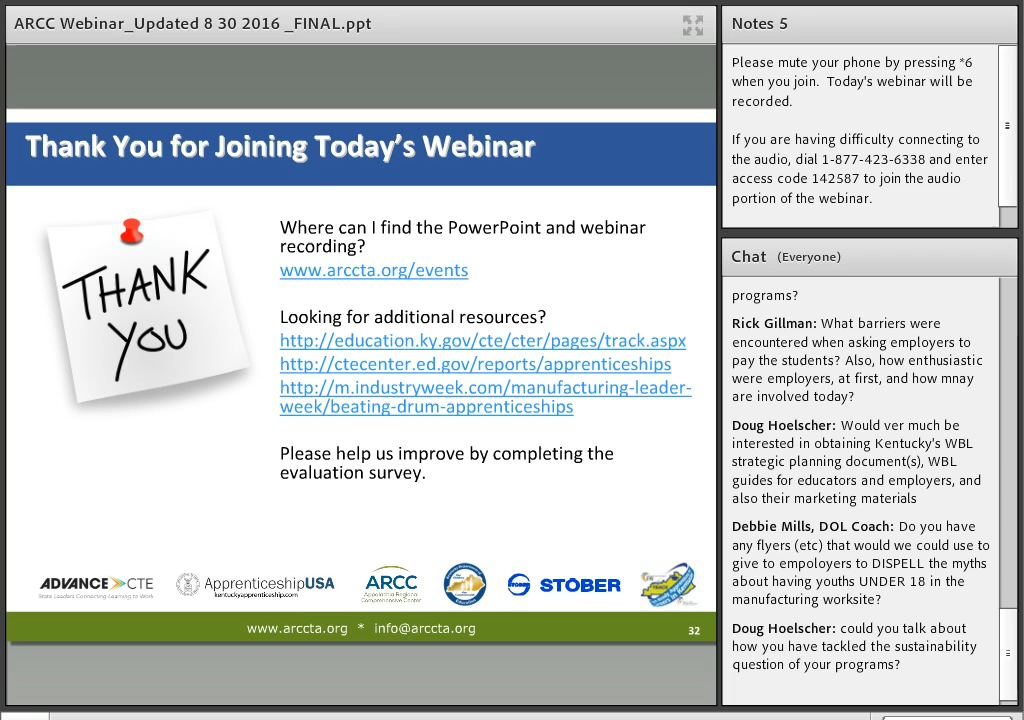 ARCC Webinar_Updated 8 30 2016 _FINAL.ppt
Thank You for Joining Today's Webinar
THANK
YOU
Where can I find the PowerPoint and webinar
recording?
www.arccta.org/events
Looking for additional resources?
http://education.ky.gov/cte/cter/pages/track.aspx
http://ctecenter.ed.gov/reports/apprenticeships
http://m.industryweek.com/manufacturing-leader-
week/beating-drum-apprenticeships
Please help us improve by completing the
evaluation survey.
ADVANCE CTE
State Leaders Connecting Learning to Work
ApprenticeshipUSA
kentuckyapprenticeship.com
ARCC
Appalachia Regional
Comprehensive Center
STOBER
www.arccta.org * info@arccta.org
32
Notes 5
Please mute your phone by pressing *6
when you join. Today's webinar will be
recorded.
If you are having difficulty connecting to
the audio, dial 1-877-423-6338 and enter
access code 142587 to join the audio
portion of the webinar.
Chat (Everyone)
programs?
Rick Gillman: What barriers were
encountered when asking employers to
pay the students? Also, how enthusiastic
were employers, at first, and how mnay
are involved today?
Doug Hoelscher: Would ver much be
interested in obtaining Kentucky's WBL
strategic planning document(s), WBL
guides for educators and employers, and
also their marketing materials
Debbie Mills, DOL Coach: Do you have
any flyers (etc) that would we could use to
give to empoloyers to DISPELL the myths
about having youths UNDER 18 in the
manufacturing worksite?
Doug Hoelscher: could you talk about
how you have tackled the sustainability
question of your programs?